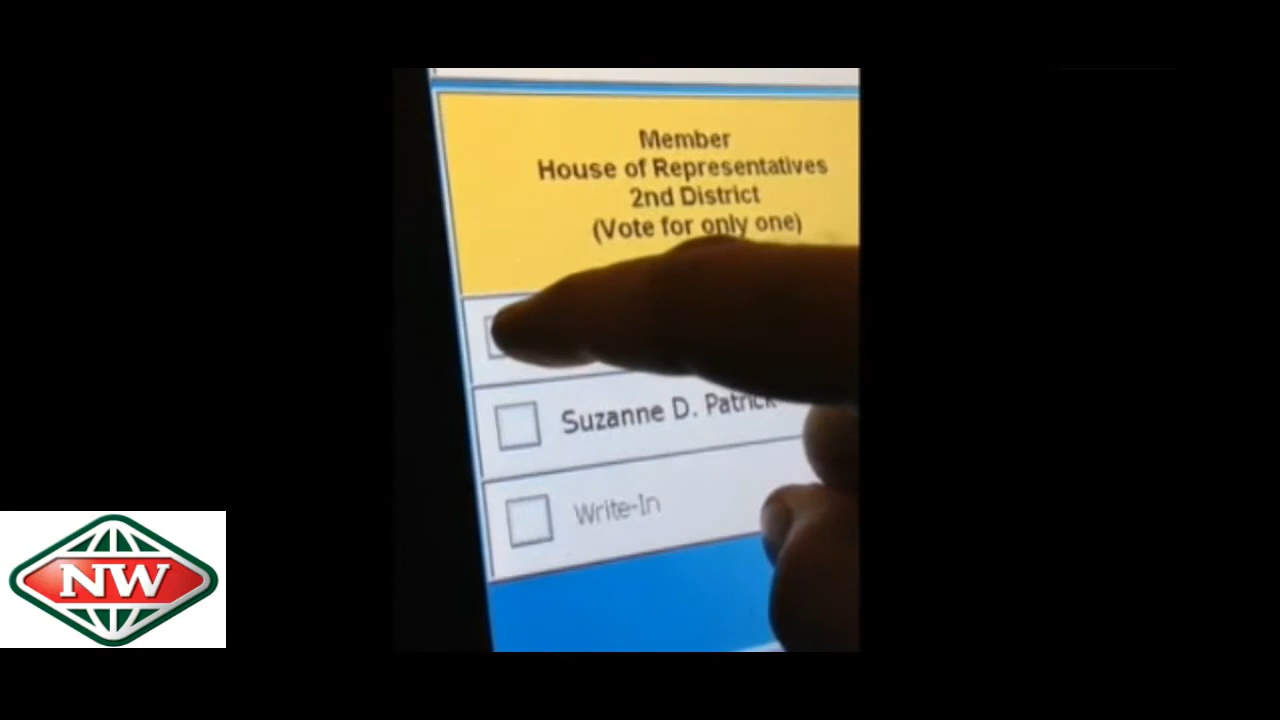 Member
House of Representatives
2nd District
(Vote for only one)
Suzanne D. Patrick
Write-In
NW